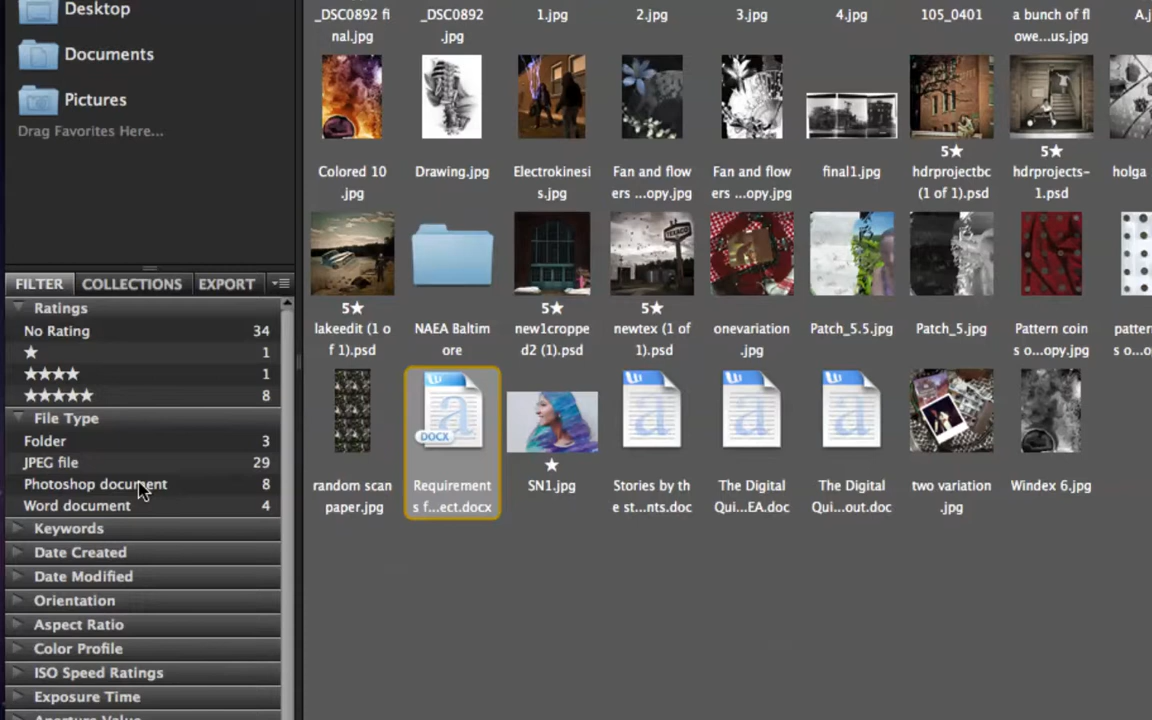 Desktop
Documents
Pictures
Drag Favorites Here...
FILTER COLLECTIONS EXPORT
Ratings
No Rating 34
★ 1
★★★★ 1
★★★★★ 8
File Type
Folder 3
JPEG file 29
Photoshop document 8
Word document 4
Keywords
Date Created
Date Modified
Orientation
Aspect Ratio
Color Profile
ISO Speed Ratings
Exposure Time
Aperture Value
_DSC0892 fi _DSC0892 1.jpg 2.jpg 3.jpg 4.jpg 105_0401 a bunch of fl A.j
nal.jpg .jpg owe...us.jpg
5★ 5★
Colored 10 Drawing.jpg Electrokinesi Fan and flow Fan and flow final1.jpg hdrprojectbc hdrprojects- holga
.jpg s.jpg ers ...opy.jpg ers ...opy.jpg (1 of 1).psd 1.psd
TEXACO
5★ 5★ 5★
lakeedit (1 o NAEA Baltim new1croppe newtex (1 of onevariation Patch_5.5.jpg Patch_5.jpg Pattern coin pattern
f 1).psd ore d2 (1).psd 1).psd .jpg s o...opy.jpg s o...
DOCX
★
random scan Requirement SN1.jpg Stories by th The Digital The Digital two variation Windex 6.jpg
paper.jpg s f...ect.docx e st...nts.doc Qui...EA.doc Qui...out.doc .jpg